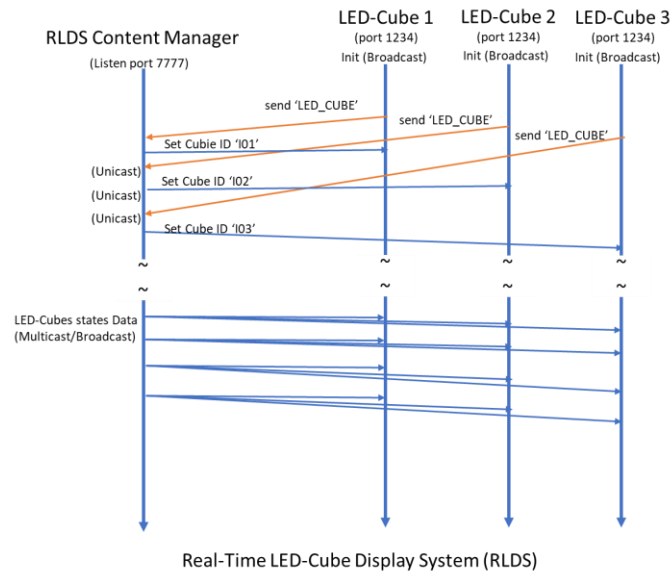 RLDS Content Manager
(Listen port 7777)
LED-Cube 1
(port 1234)
Init (Broadcast)
LED-Cube 2
(port 1234)
Init (Broadcast)
LED-Cube 3
(port 1234)
Init (Broadcast)
send ‘LED_CUBE’
send ‘LED_CUBE’
send ‘LED_CUBE’
Set Cubie ID ‘I01’
(Unicast)
Set Cube ID ‘I02’
(Unicast)
(Unicast)
Set Cube ID ‘I03’
~ ~ ~ ~
~ ~ ~ ~
LED-Cubes states Data
(Multicast/Broadcast)
Real-Time LED-Cube Display System (RLDS)